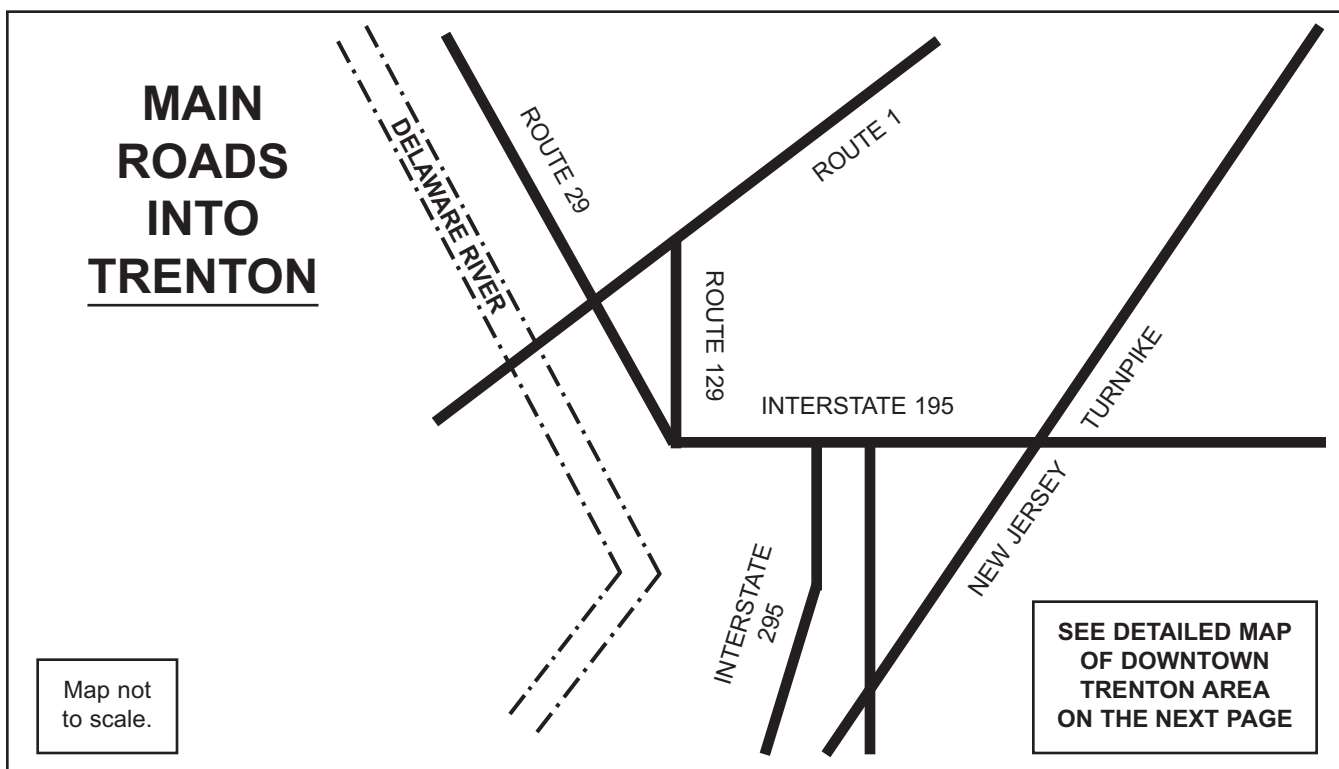 MAIN
ROADS
INTO
TRENTON
DELAWARE RIVER
ROUTE 29
ROUTE 1
ROUTE 129
INTERSTATE 195
NEW JERSEY TURNPIKE
INTERSTATE
295
Map not
to scale.
SEE DETAILED MAP
OF DOWNTOWN
TRENTON AREA
ON THE NEXT PAGE